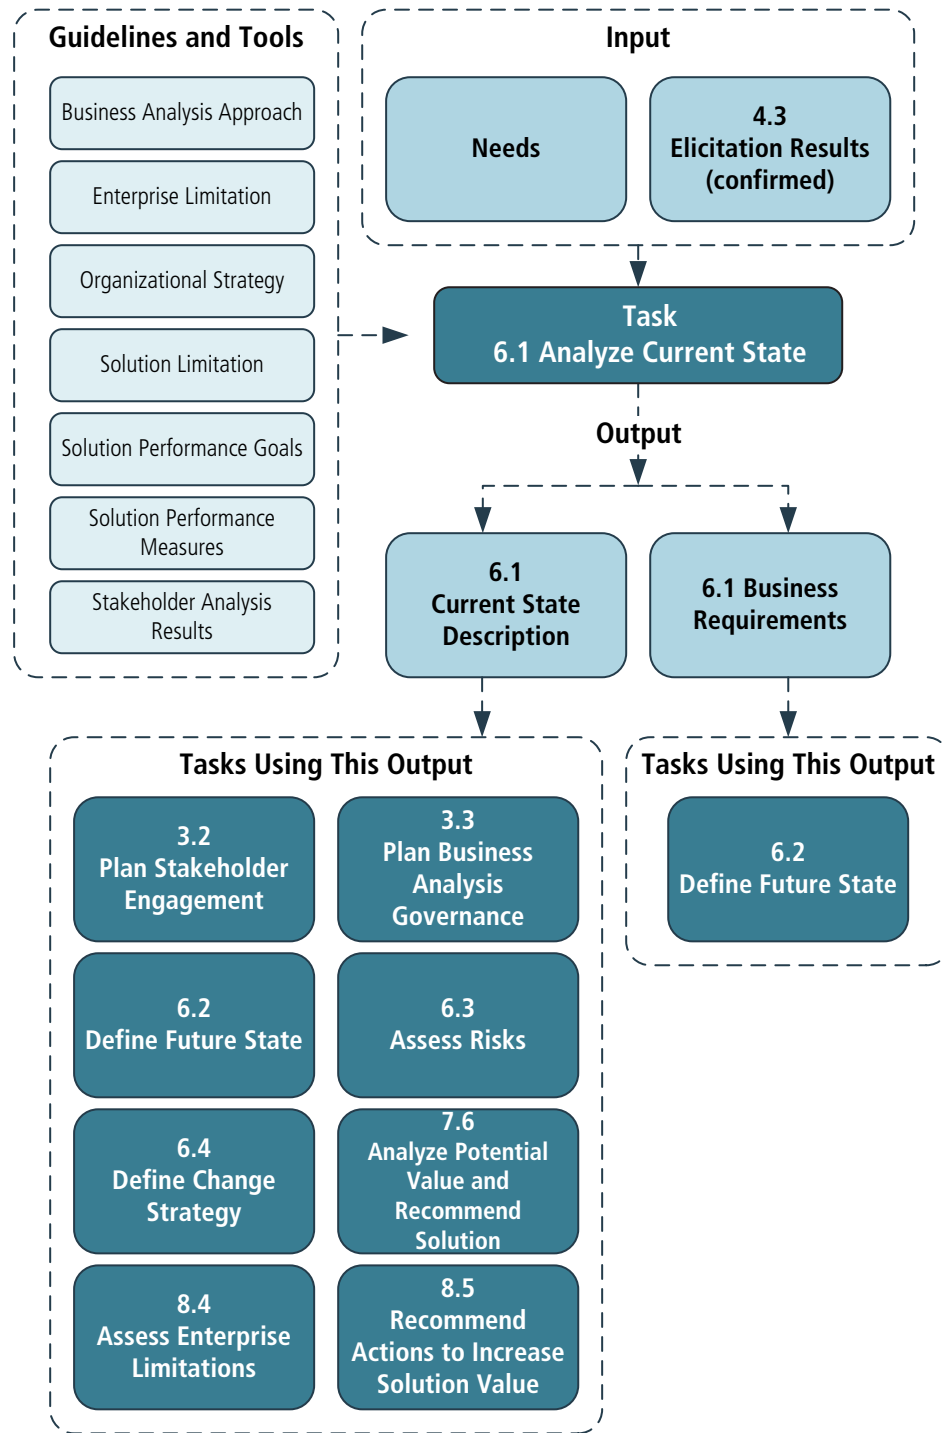 Guidelines and Tools
Business Analysis Approach
Enterprise Limitation
Organizational Strategy
Solution Limitation
Solution Performance Goals
Solution Performance
Measures
Stakeholder Analysis
Results
Input
Needs
4.3
Elicitation Results
(confirmed)
Task
6.1 Analyze Current State
Output
6.1
Current State
Description
6.1 Business
Requirements
Tasks Using This Output
3.2
Plan Stakeholder
Engagement
3.3
Plan Business
Analysis
Governance
6.2
Define Future State
6.3
Assess Risks
6.4
Define Change
Strategy
7.6
Analyze Potential
Value and
Recommend
Solution
8.4
Assess Enterprise
Limitations
8.5
Recommend
Actions to Increase
Solution Value
Tasks Using This Output
6.2
Define Future State